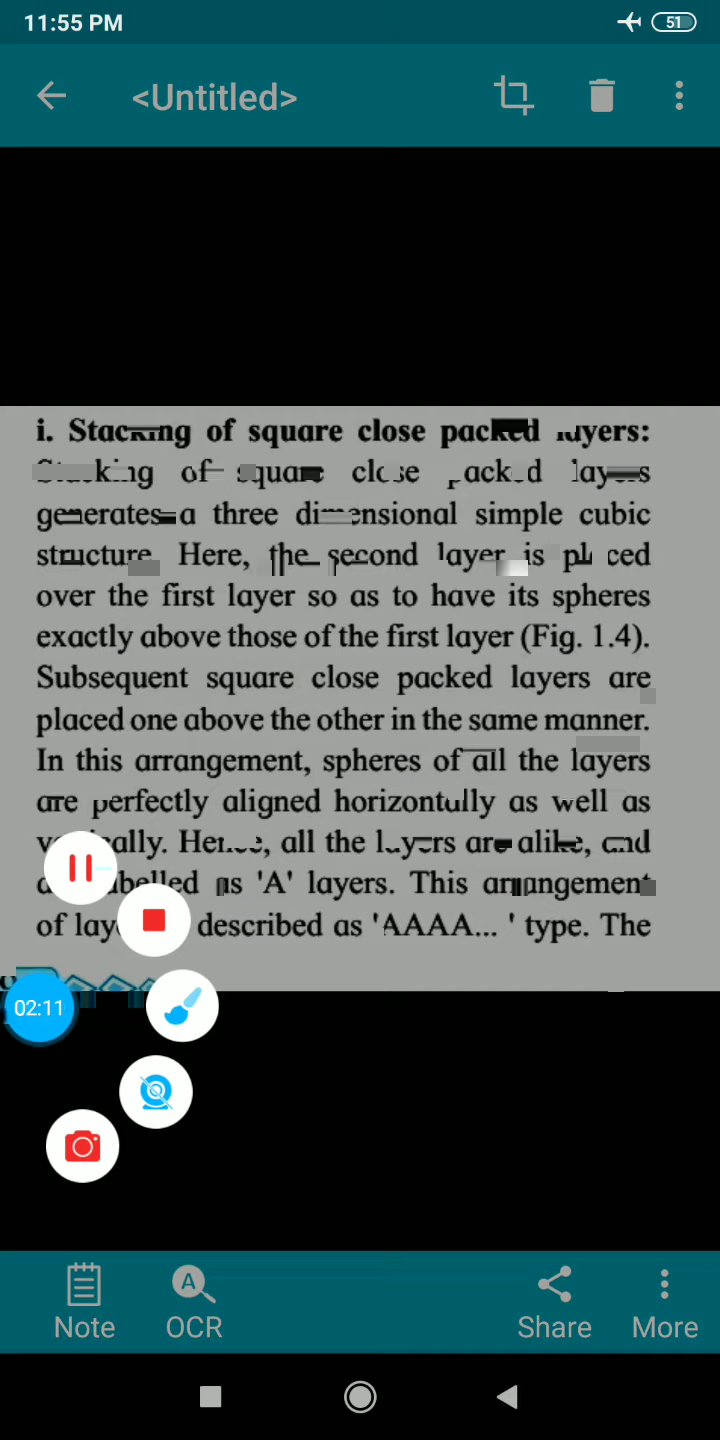 11:55 PM
51
<Untitled>
i. Stacking of square close packed layers:
Stacking of square close packed layers
generates a three dimensional simple cubic
structure. Here, the second layer is placed
over the first layer so as to have its spheres
exactly above those of the first layer (Fig. 1.4).
Subsequent square close packed layers are
placed one above the other in the same manner.
In this arrangement, spheres of all the layers
are perfectly aligned horizontally as well as
vertically. Hence, all the layers are alike, and
labelled as 'A' layers. This arrangement
of described as 'AAAA... ' type. The
02:11
A
Note
OCR
Share
More